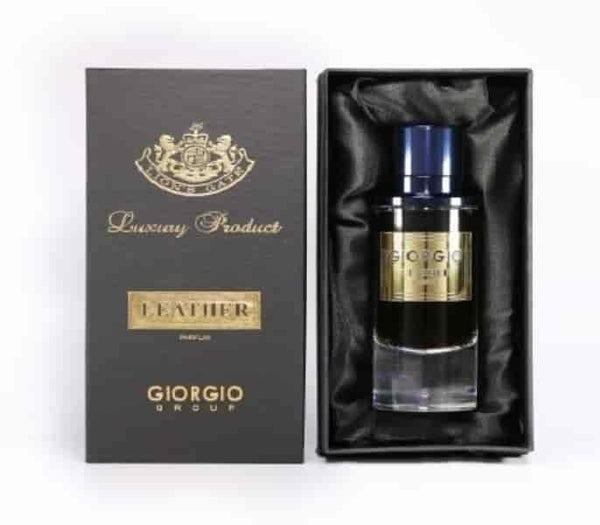 LIONS GATE
Luxury Product
LEATHER
PARFUM
GIORGIO
GROUP
GIORGIO